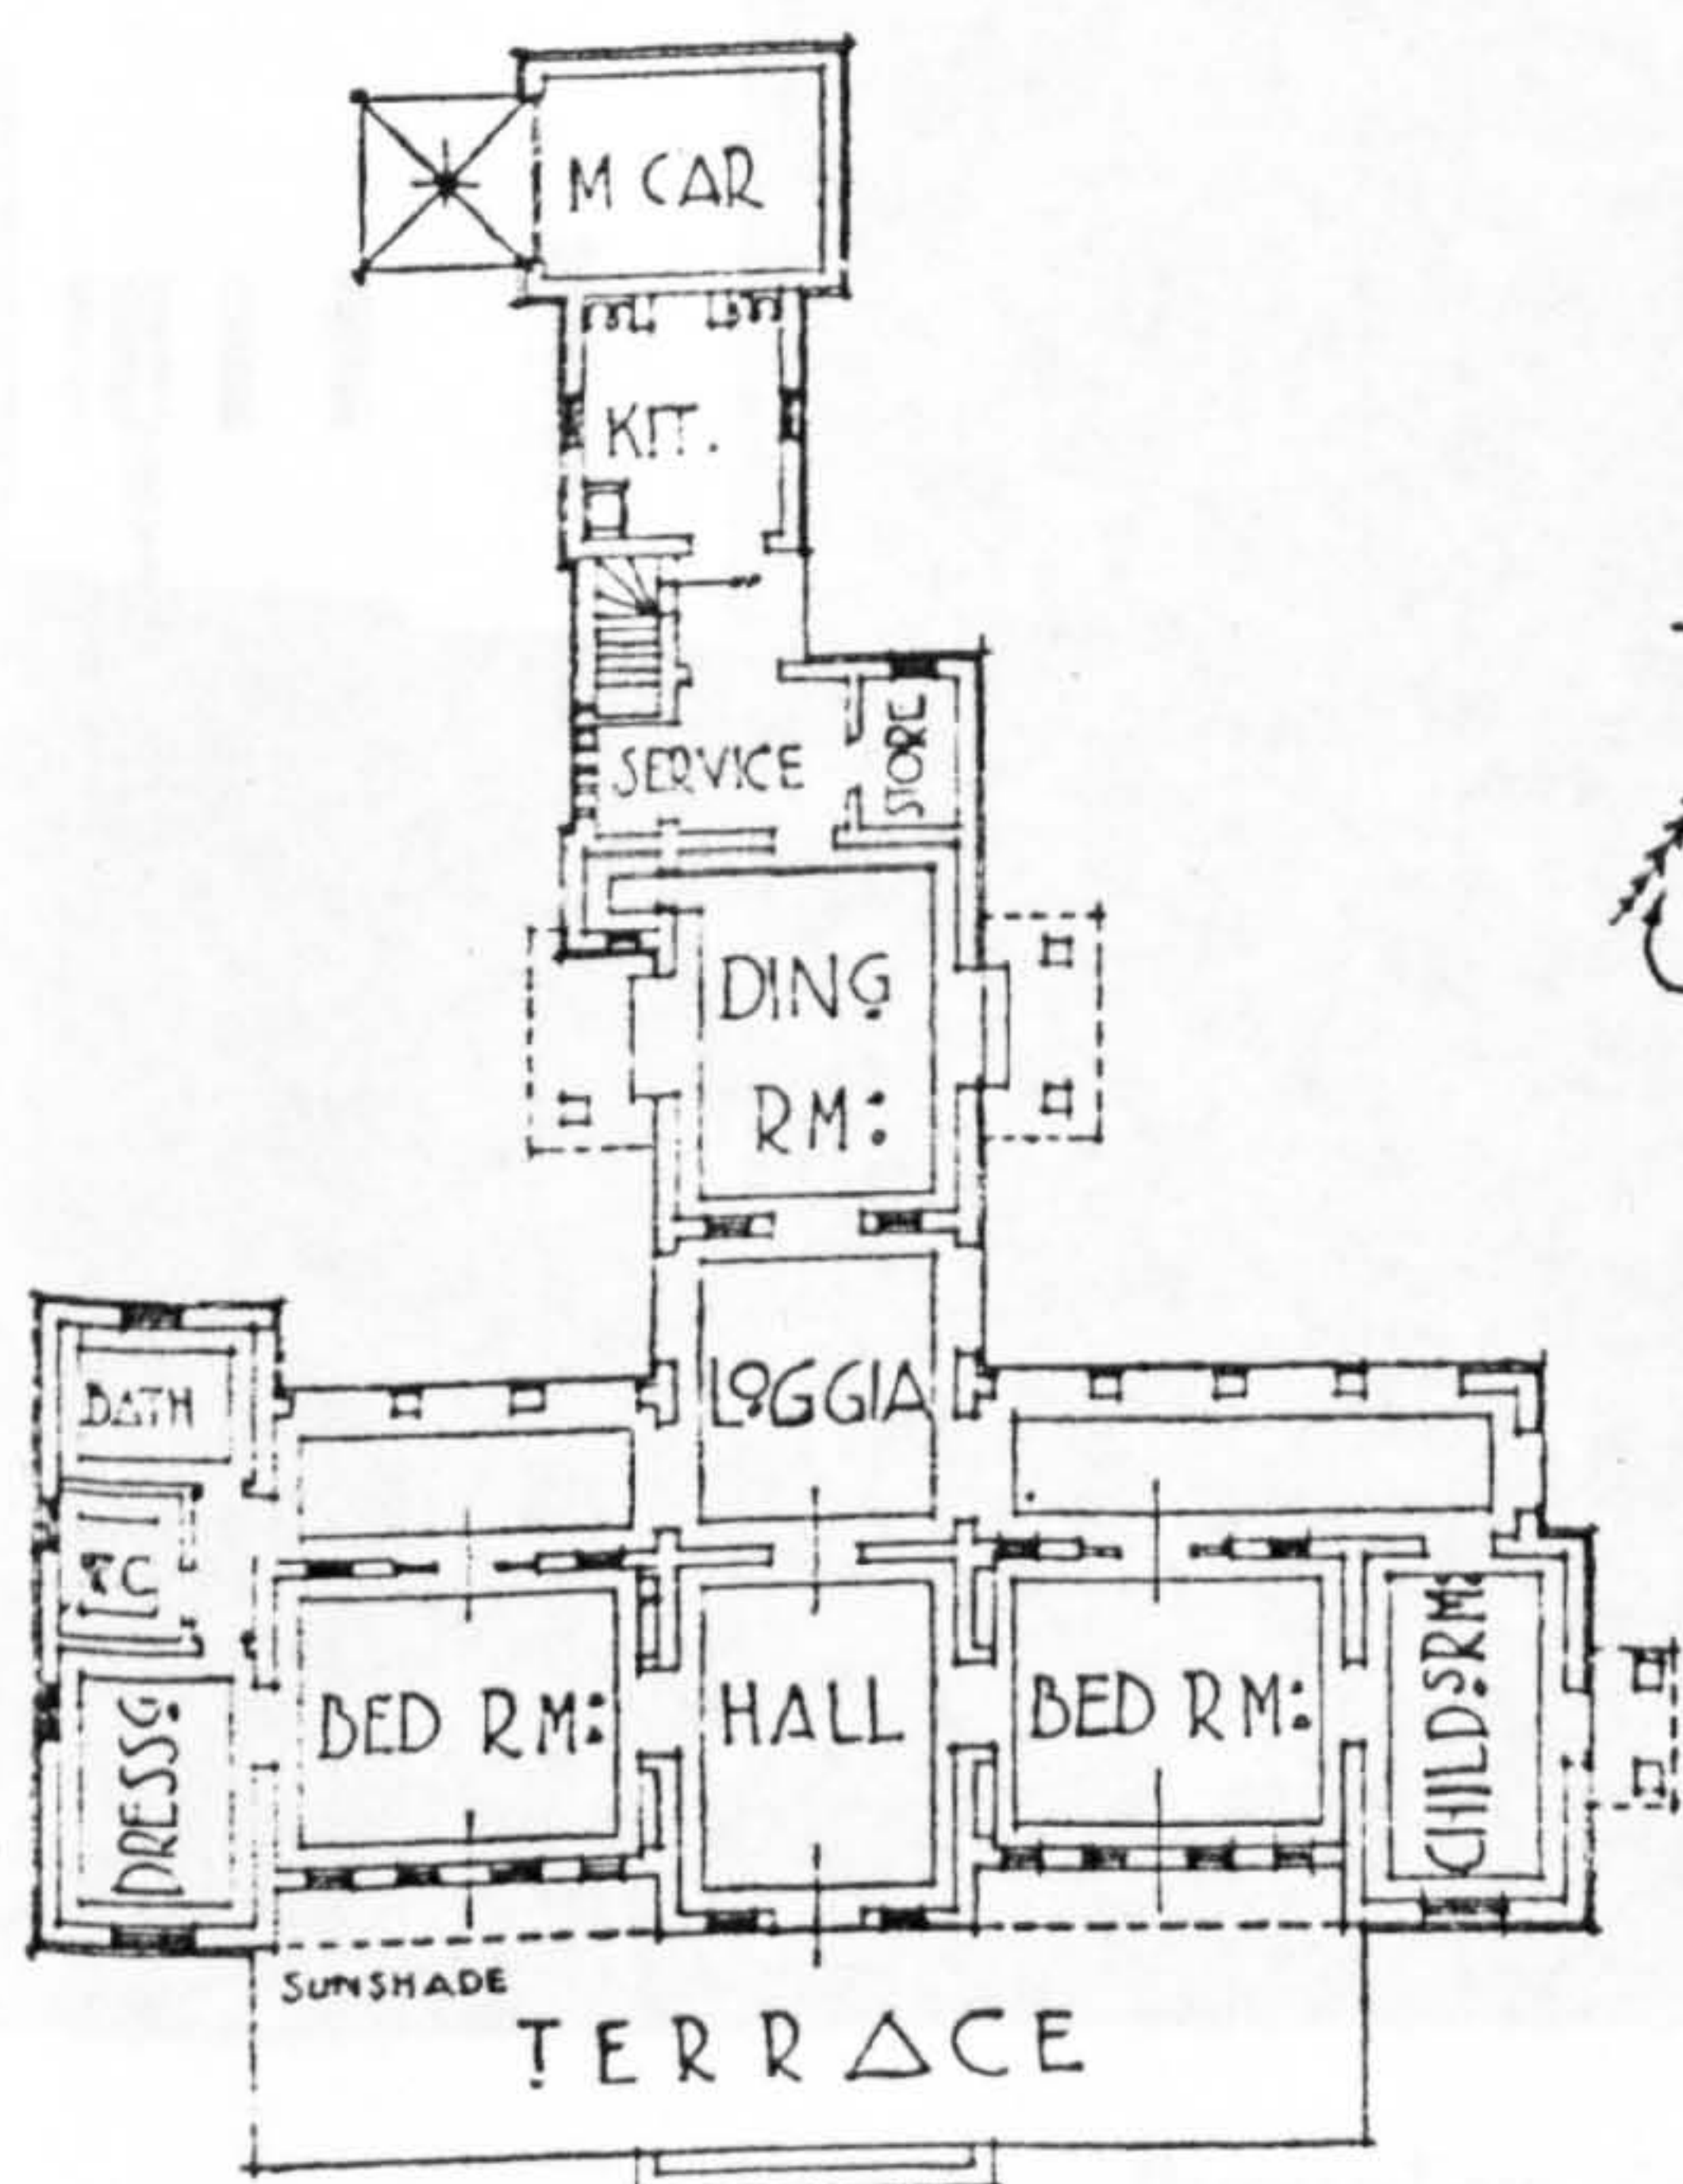 M CAR
KIT.
SERVICE
STORE
DING
RM:
LOGGIA
BATH
DRESSG:
BED RM:
HALL
BED RM:
CHILDS RM:
SUNSHADE
TERRACE